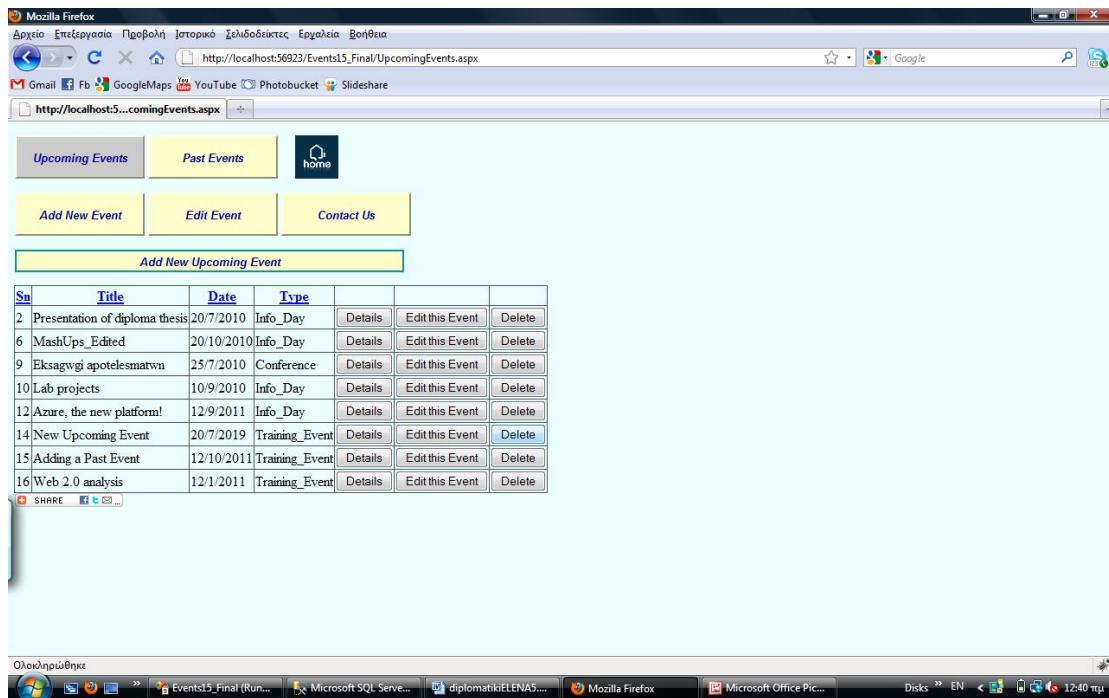 Mozilla Firefox
Αρχείο Επεξεργασία Προβολή Ιστορικό Σελιδοδείκτες Εργαλεία Βοήθεια
http://localhost:56923/Events15_Final/UpcomingEvents.aspx
Google
Gmail Fb GoogleMaps YouTube Photobucket Slideshare
http://localhost:5...comingEvents.aspx
Upcoming Events Past Events home
Add New Event Edit Event Contact Us
Add New Upcoming Event
Sn Title Date Type
2 Presentation of diploma thesis 20/7/2010 Info_Day Details Edit this Event Delete
6 MashUps_Edited 20/10/2010 Info_Day Details Edit this Event Delete
9 Eksagwgi apotelesmatwn 25/7/2010 Conference Details Edit this Event Delete
10 Lab projects 10/9/2010 Info_Day Details Edit this Event Delete
12 Azure, the new platform! 12/9/2011 Info_Day Details Edit this Event Delete
14 New Upcoming Event 20/7/2019 Training_Event Details Edit this Event Delete
15 Adding a Past Event 12/10/2011 Training_Event Details Edit this Event Delete
16 Web 2.0 analysis 12/1/2011 Training_Event Details Edit this Event Delete
SHARE
Ολοκληρώθηκε
Events15_Final (Run... Microsoft SQL Serve... diplomatikiELENA5.... Mozilla Firefox Microsoft Office Pic... Disks EN 12:40 πμ